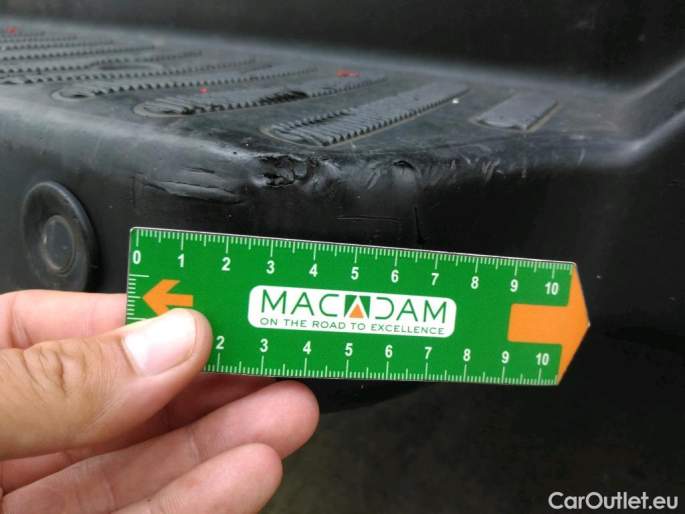 0 1 2 3 4 5 6 7 8 9 10
MACADAM
ON THE ROAD TO EXCELLENCE
2 3 4 5 6 7 8 9 10
CarOutlet.eu